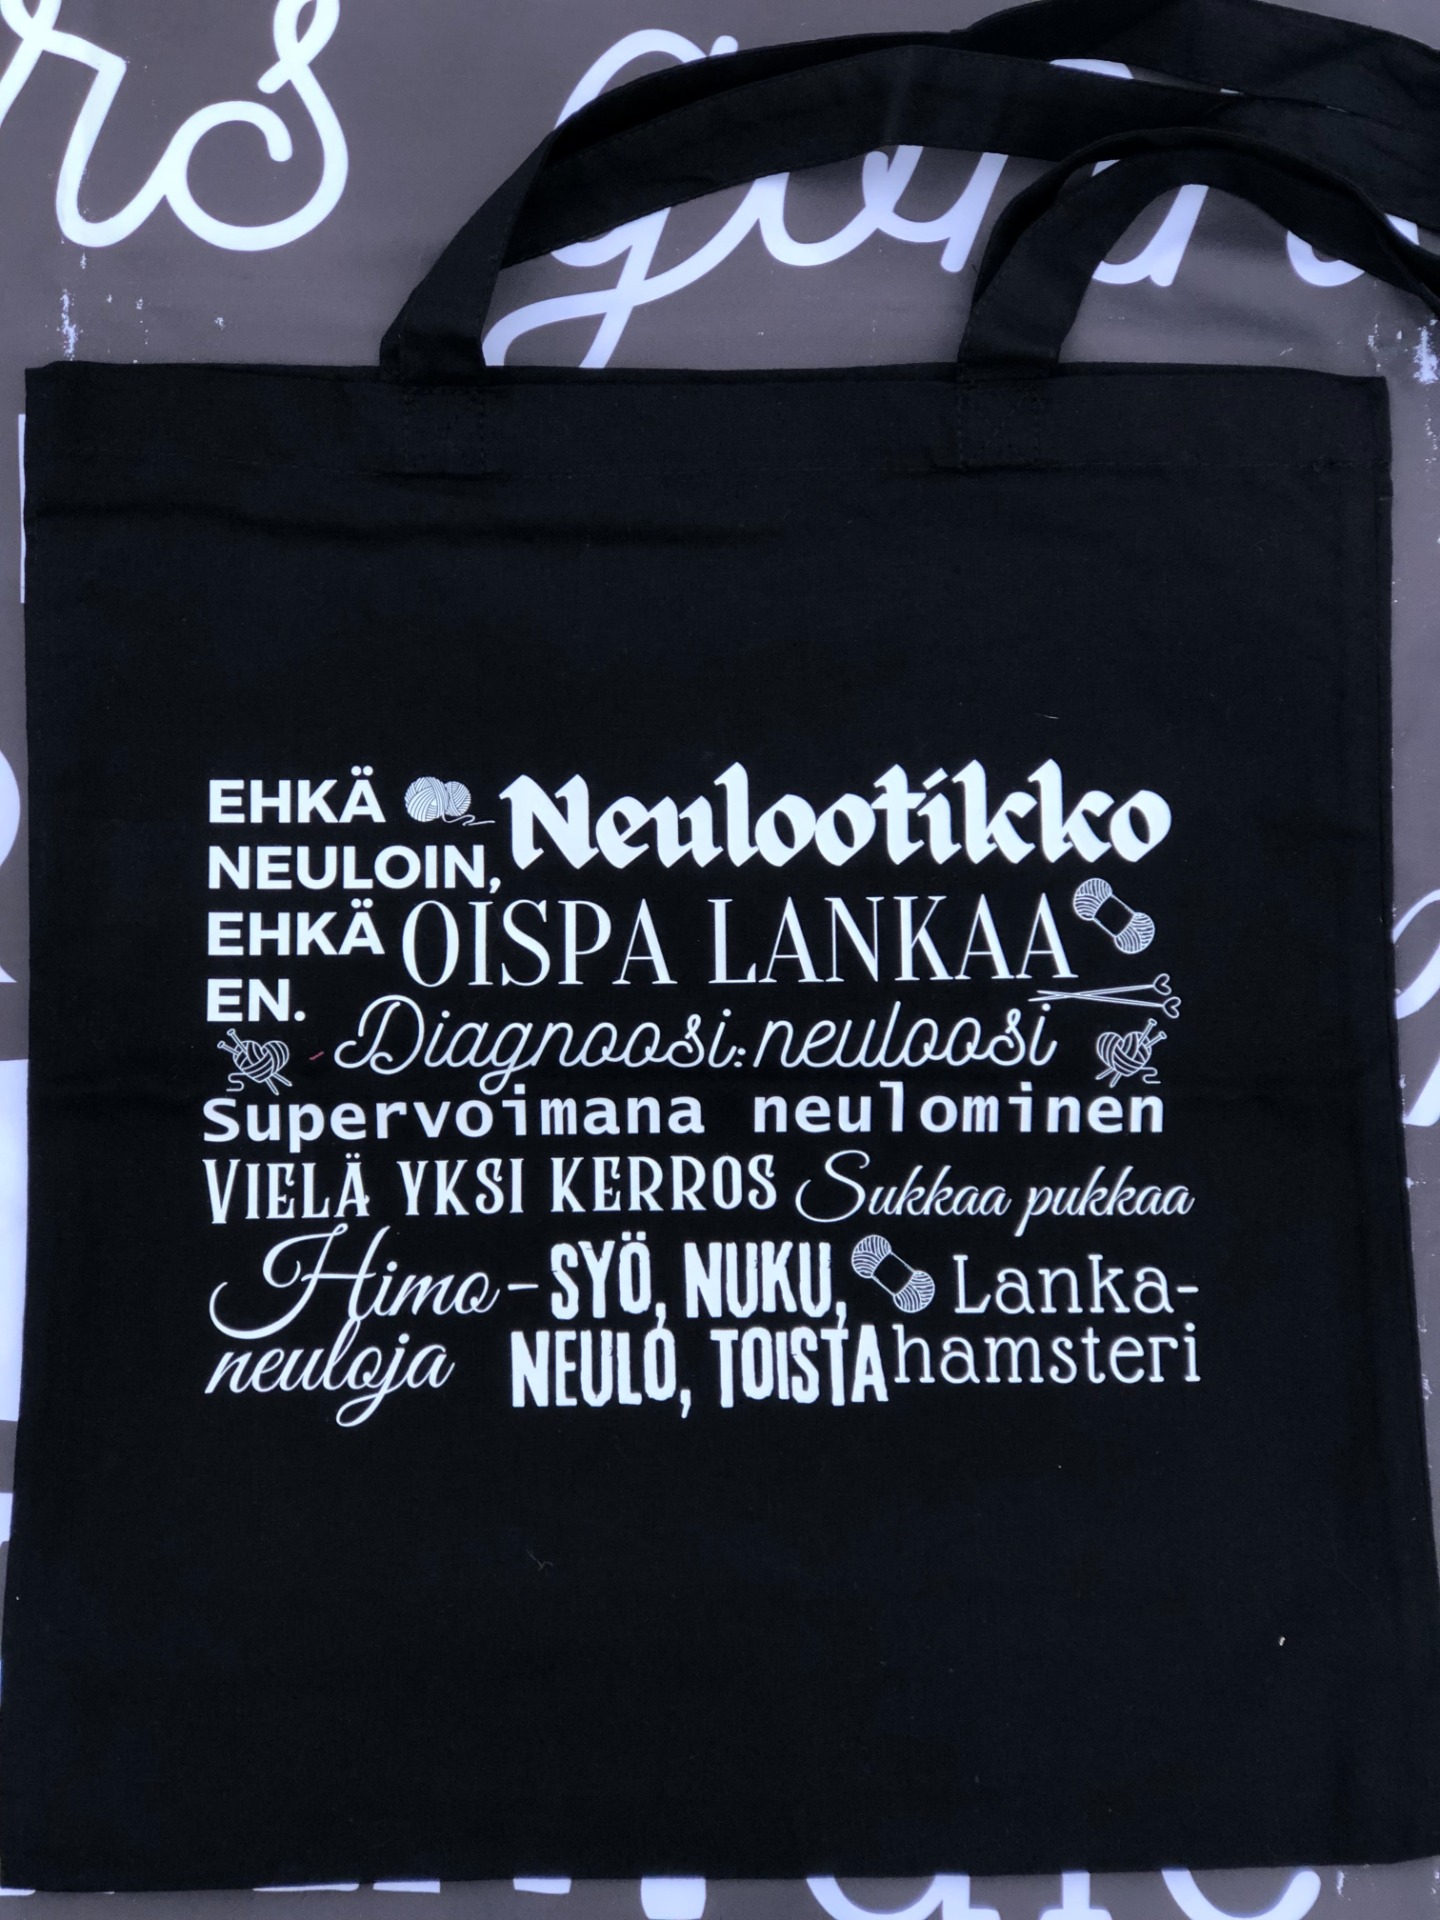 EHKÄ
NEULOIN,
EHKÄ
EN.
Neulootikko
OISPA LANKAA
Diagnoosi: neuloosi
Supervoimana neulominen
VIELÄ YKSI KERROS
Sukkaa pukkaa
Himo-
neuloja
SYÖ, NUKU,
NEULO, TOISTA
Lanka-
hamsteri